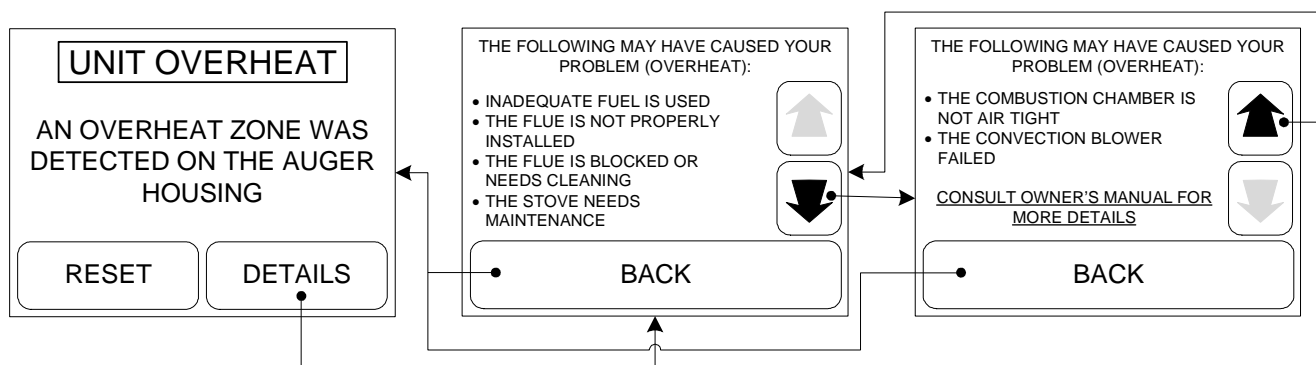 UNIT OVERHEAT
AN OVERHEAT ZONE WAS
DETECTED ON THE AUGER
HOUSING
RESET
DETAILS
THE FOLLOWING MAY HAVE CAUSED YOUR
PROBLEM (OVERHEAT):
• INADEQUATE FUEL IS USED
• THE FLUE IS NOT PROPERLY
INSTALLED
• THE FLUE IS BLOCKED OR
NEEDS CLEANING
• THE STOVE NEEDS
MAINTENANCE
BACK
THE FOLLOWING MAY HAVE CAUSED YOUR
PROBLEM (OVERHEAT):
• THE COMBUSTION CHAMBER IS
NOT AIR TIGHT
• THE CONVECTION BLOWER
FAILED
CONSULT OWNER'S MANUAL FOR
MORE DETAILS
BACK